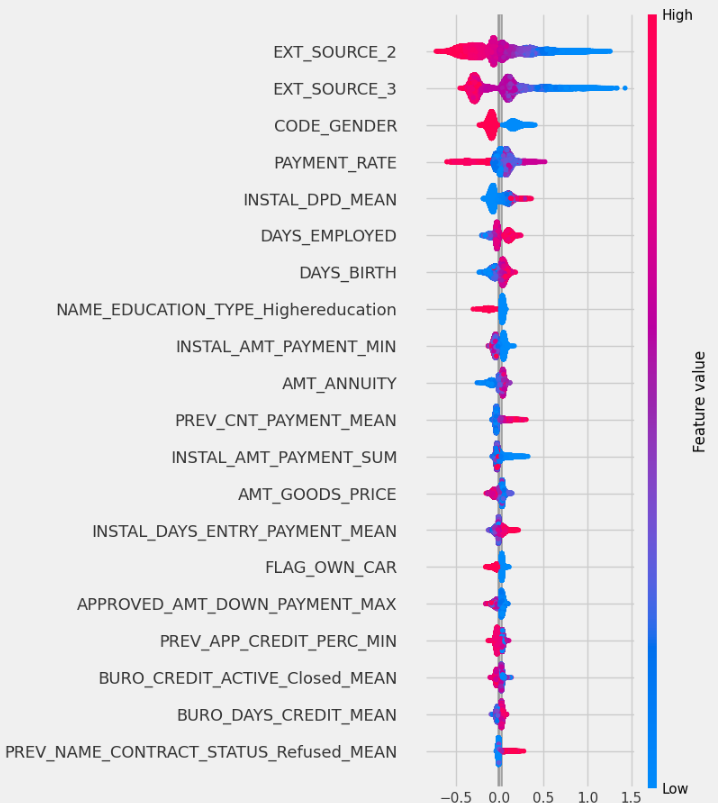 High
EXT_SOURCE_2
EXT_SOURCE_3
CODE_GENDER
PAYMENT_RATE
INSTAL_DPD_MEAN
DAYS_EMPLOYED
DAYS_BIRTH
NAME_EDUCATION_TYPE_Highereducation
INSTAL_AMT_PAYMENT_MIN
AMT_ANNUITY
PREV_CNT_PAYMENT_MEAN
INSTAL_AMT_PAYMENT_SUM
AMT_GOODS_PRICE
INSTAL_DAYS_ENTRY_PAYMENT_MEAN
FLAG_OWN_CAR
APPROVED_AMT_DOWN_PAYMENT_MAX
PREV_APP_CREDIT_PERC_MIN
BURO_CREDIT_ACTIVE_Closed_MEAN
BURO_DAYS_CREDIT_MEAN
PREV_NAME_CONTRACT_STATUS_Refused_MEAN
Feature value
Low
−0.5 0.0 0.5 1.0 1.5